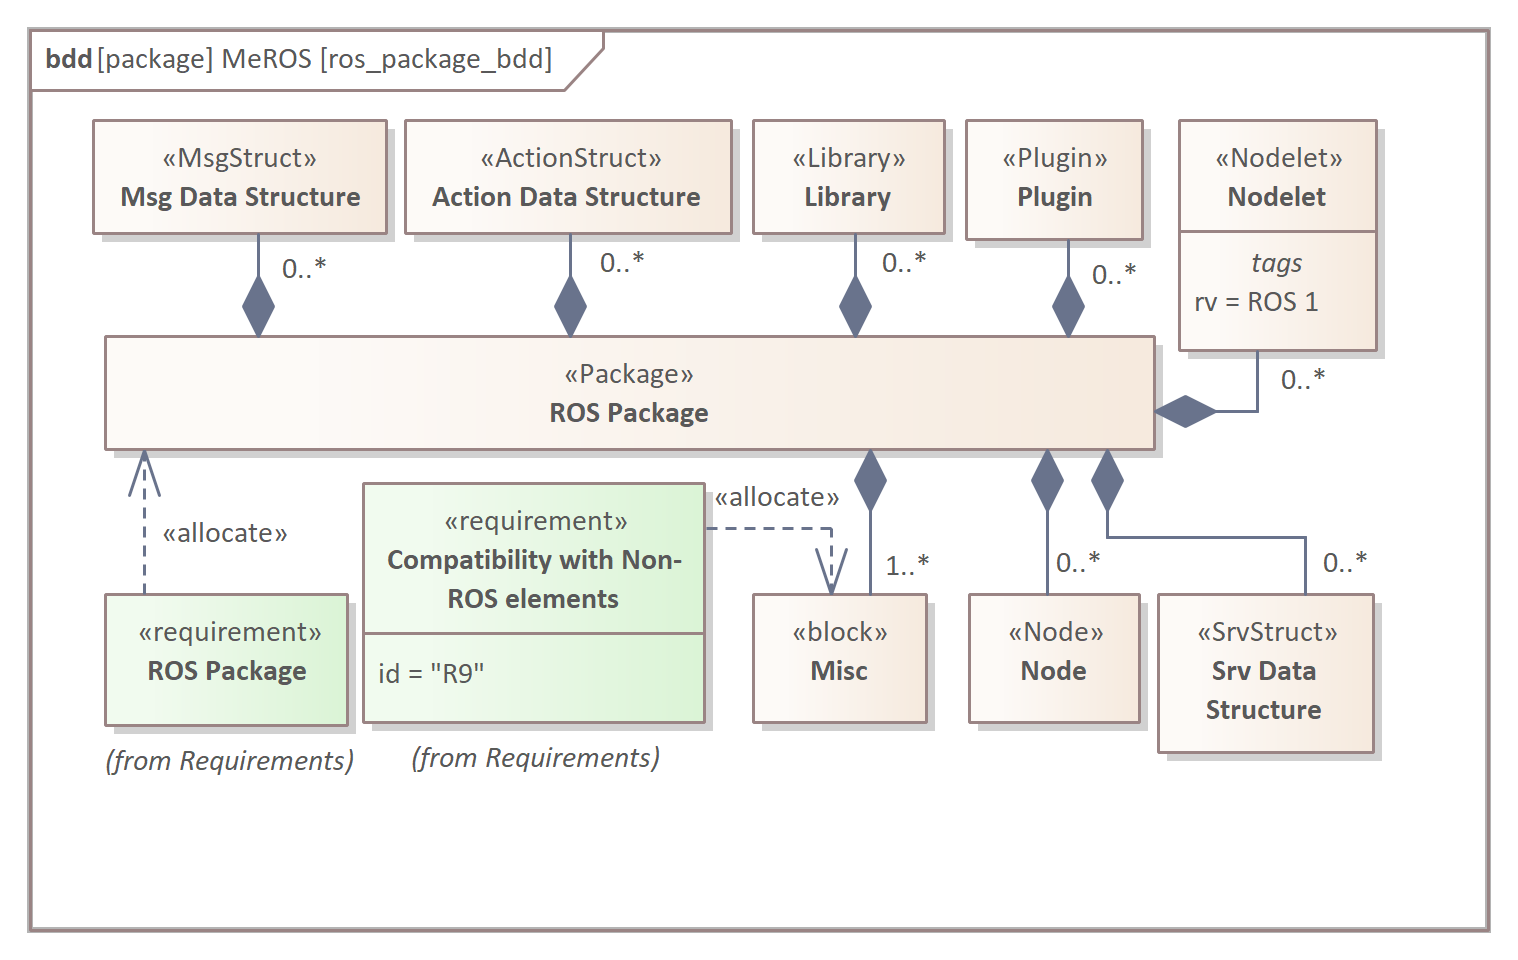 bdd [package] MeROS [ros_package_bdd]
«MsgStruct»
Msg Data Structure
«ActionStruct»
Action Data Structure
«Library»
Library
«Plugin»
Plugin
«Nodelet»
Nodelet
tags
rv = ROS 1
0..*
0..*
0..*
0..*
0..*
«Package»
ROS Package
«allocate»
«requirement»
ROS Package
(from Requirements)
«requirement»
Compatibility with Non-
ROS elements
id = "R9"
(from Requirements)
«allocate»
1..*
«block»
Misc
0..*
«Node»
Node
0..*
«SrvStruct»
Srv Data
Structure